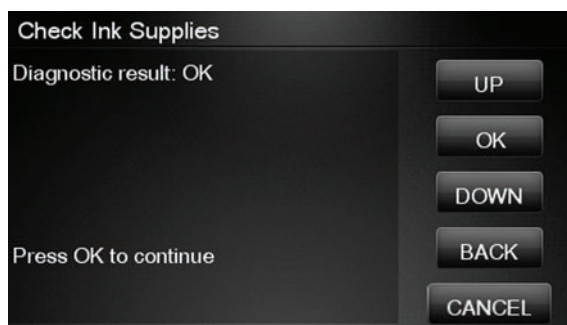 Check Ink Supplies
Diagnostic result: OK
Press OK to continue
UP
OK
DOWN
BACK
CANCEL